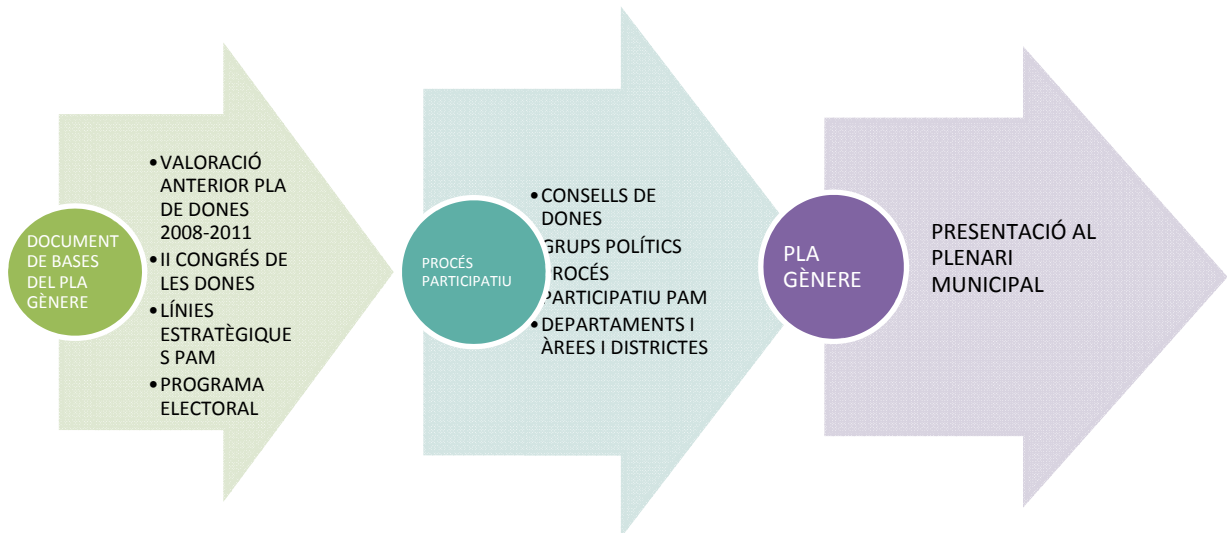 DOCUMENT
DE BASES
DEL PLA
GÈNERE
•VALORACIÓ
ANTERIOR PLA
DE DONES
2008-2011
•II CONGRÉS DE
LES DONES
•LÍNIES
ESTRATÈGIQUE
S PAM
•PROGRAMA
ELECTORAL
PROCÉS
PARTICIPATIU
•CONSELLS DE
DONES
GRUPS POLÍTICS
PROCÉS
PARTICIPATIU PAM
•DEPARTAMENTS I
ÀREES I DISTRICTES
PLA
GÈNERE
PRESENTACIÓ AL
PLENARI
MUNICIPAL